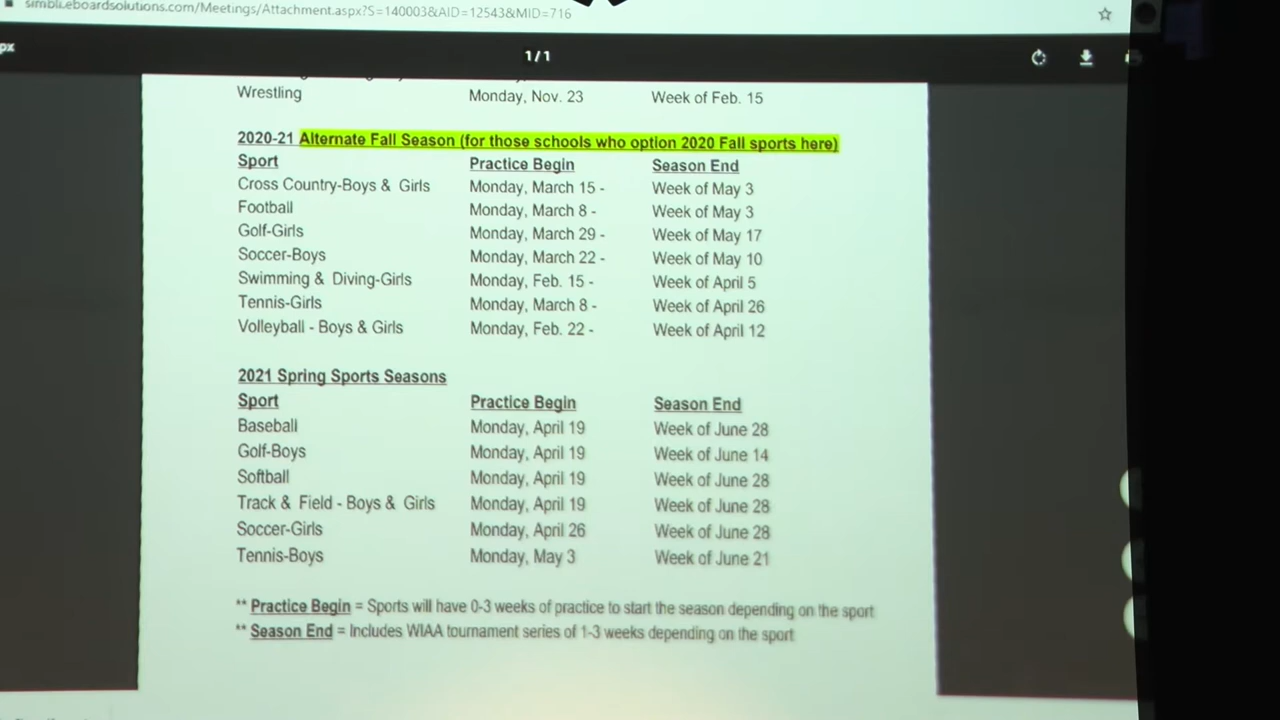 simbli.eboardsolutions.com/Meetings/Attachment.aspx?S=140003&AID=12543&MID=716
px
1/1
Wrestling Monday, Nov. 23 Week of Feb. 15
2020-21 Alternate Fall Season (for those schools who option 2020 Fall sports here)
Sport Practice Begin Season End
Cross Country-Boys & Girls Monday, March 15 - Week of May 3
Football Monday, March 8 - Week of May 3
Golf-Girls Monday, March 29 - Week of May 17
Soccer-Boys Monday, March 22 - Week of May 10
Swimming & Diving-Girls Monday, Feb. 15 - Week of April 5
Tennis-Girls Monday, March 8 - Week of April 26
Volleyball - Boys & Girls Monday, Feb. 22 - Week of April 12
2021 Spring Sports Seasons
Sport Practice Begin Season End
Baseball Monday, April 19 Week of June 28
Golf-Boys Monday, April 19 Week of June 14
Softball Monday, April 19 Week of June 28
Track & Field - Boys & Girls Monday, April 19 Week of June 28
Soccer-Girls Monday, April 26 Week of June 28
Tennis-Boys Monday, May 3 Week of June 21
** Practice Begin = Sports will have 0-3 weeks of practice to start the season depending on the sport
** Season End = Includes WIAA tournament series of 1-3 weeks depending on the sport